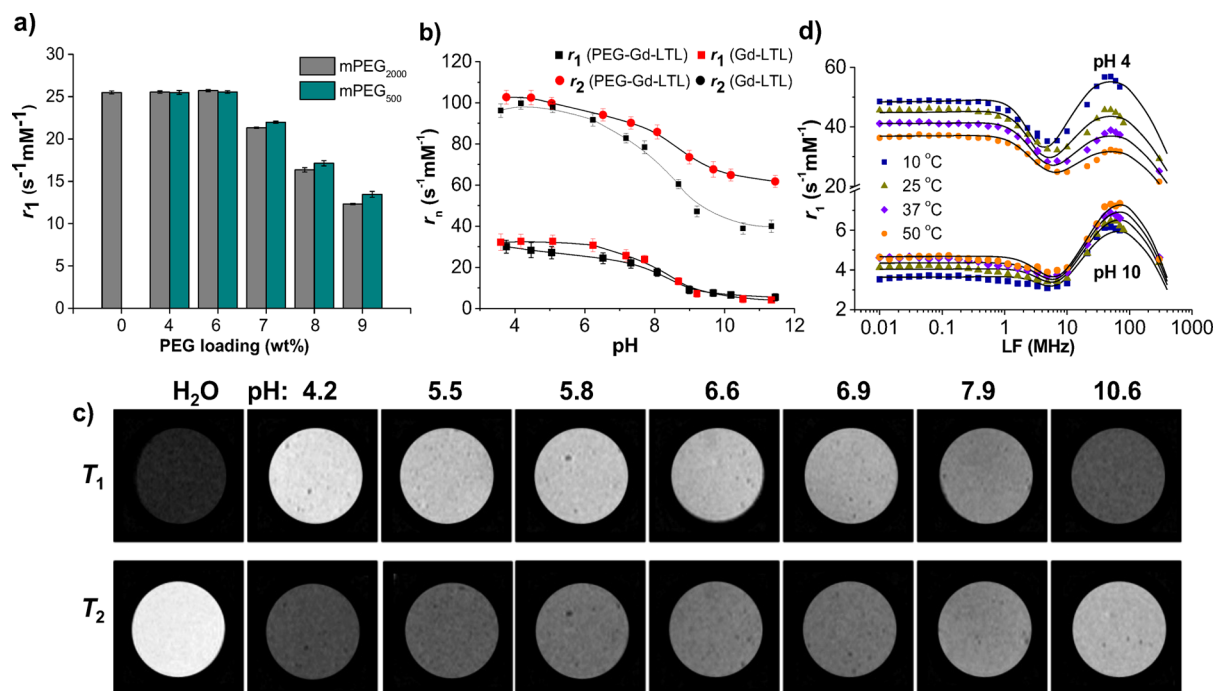 a)
r1 (s⁻¹mM⁻¹)
30
25
20
15
10
5
0
mPEG2000
mPEG500
0 4 6 7 8 9
PEG loading (wt%)
b)
rn (s⁻¹mM⁻¹)
140
120
100
80
60
40
20
0
r1 (PEG-Gd-LTL) r1 (Gd-LTL)
r2 (PEG-Gd-LTL) r2 (Gd-LTL)
4 6 8 10 12
pH
d)
r1 (s⁻¹mM⁻¹)
60
40
20
6
4
2
pH 4
10 °C
25 °C
37 °C
50 °C
pH 10
0.01 0.1 1 10 100 1000
LF (MHz)
c)
H2O pH: 4.2 5.5 5.8 6.6 6.9 7.9 10.6
T1
T2